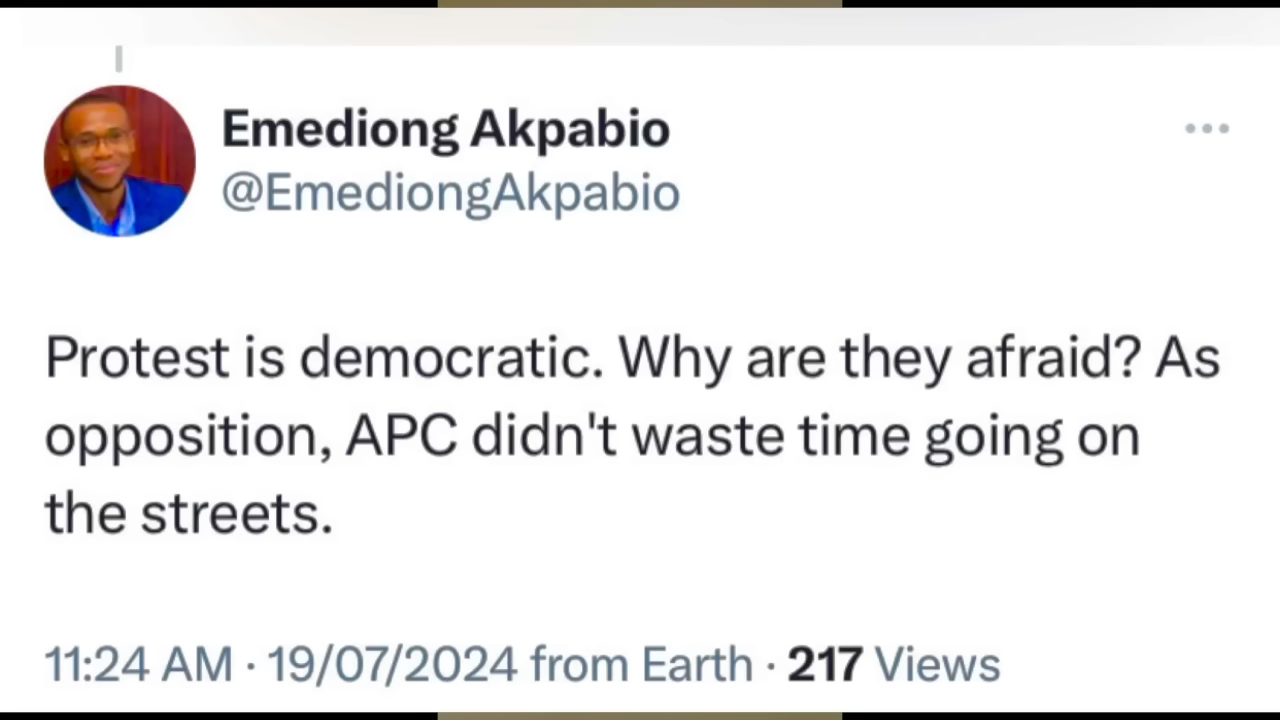 Emediong Akpabio
@EmediongAkpabio
Protest is democratic. Why are they afraid? As
opposition, APC didn't waste time going on
the streets.
11:24 AM · 19/07/2024 from Earth · 217 Views